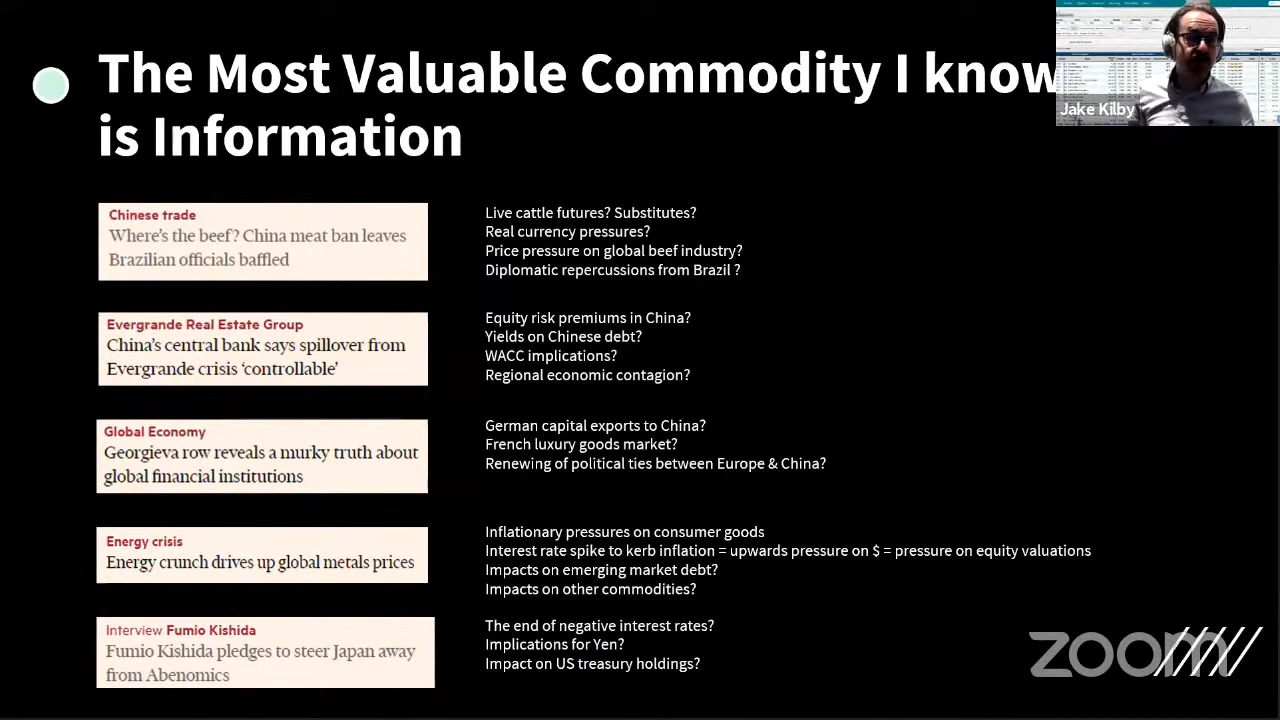 The Most Valuable Commodity I know
is Information
Jake Kilby
Chinese trade
Where's the beef? China meat ban leaves
Brazilian officials baffled
Live cattle futures? Substitutes?
Real currency pressures?
Price pressure on global beef industry?
Diplomatic repercussions from Brazil ?
Evergrande Real Estate Group
China's central bank says spillover from
Evergrande crisis 'controllable'
Equity risk premiums in China?
Yields on Chinese debt?
WACC implications?
Regional economic contagion?
Global Economy
Georgieva row reveals a murky truth about
global financial institutions
German capital exports to China?
French luxury goods market?
Renewing of political ties between Europe & China?
Energy crisis
Energy crunch drives up global metals prices
Inflationary pressures on consumer goods
Interest rate spike to kerb inflation = upwards pressure on $ = pressure on equity valuations
Impacts on emerging market debt?
Impacts on other commodities?
Interview Fumio Kishida
Fumio Kishida pledges to steer Japan away
from Abenomics
The end of negative interest rates?
Implications for Yen?
Impact on US treasury holdings?
zoom